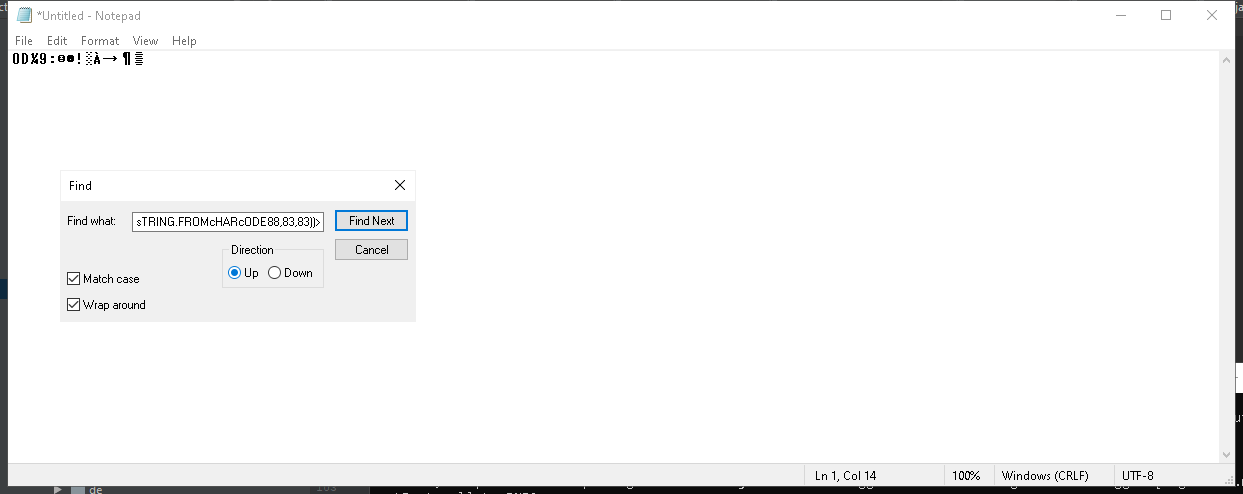 *Untitled - Notepad
File Edit Format View Help
Find
Find what: sTRING.FROMcHARcODE88,83,83))> Find Next
Direction
Cancel
Up Down
Match case
Wrap around
Ln 1, Col 14 100% Windows (CRLF) UTF-8
de